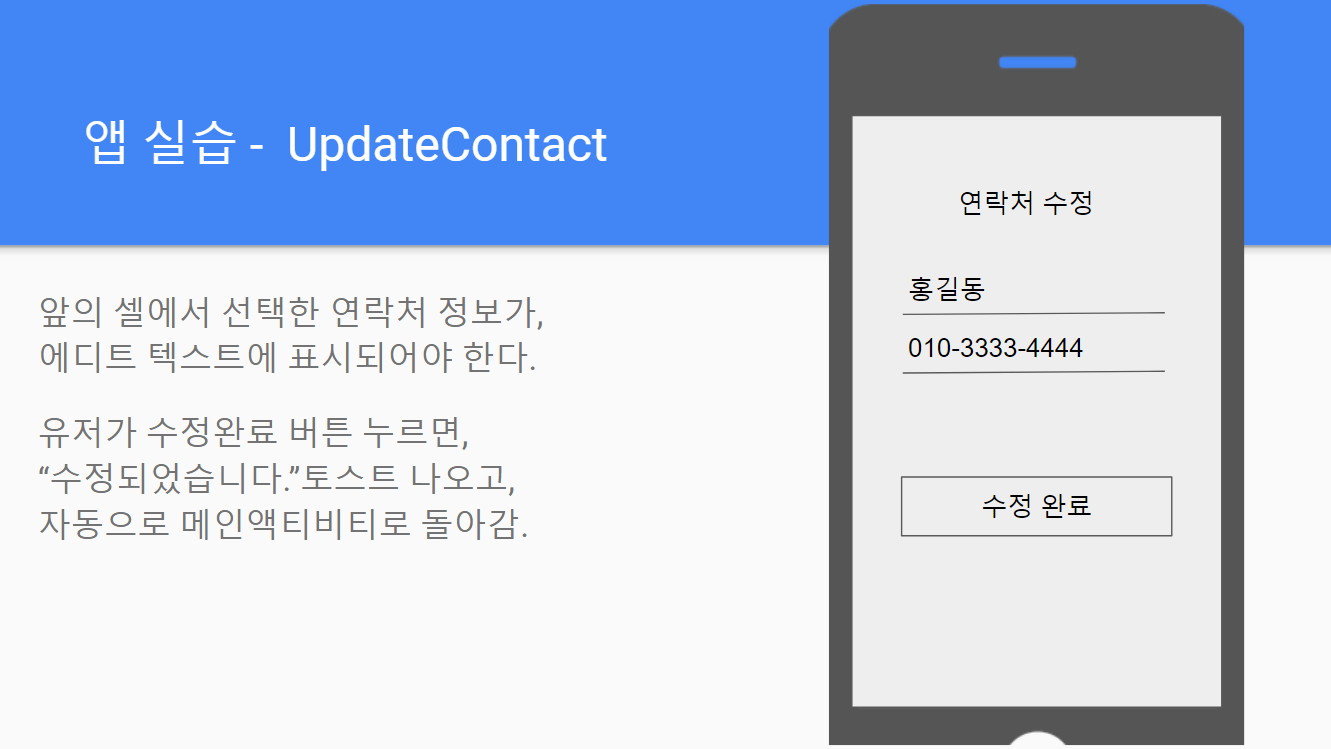 앱 실습 - UpdateContact
앞의 셀에서 선택한 연락처 정보가,
에디트 텍스트에 표시되어야 한다.
유저가 수정완료 버튼 누르면,
“수정되었습니다.”토스트 나오고,
자동으로 메인액티비티로 돌아감.
연락처 수정
홍길동
010-3333-4444
수정 완료